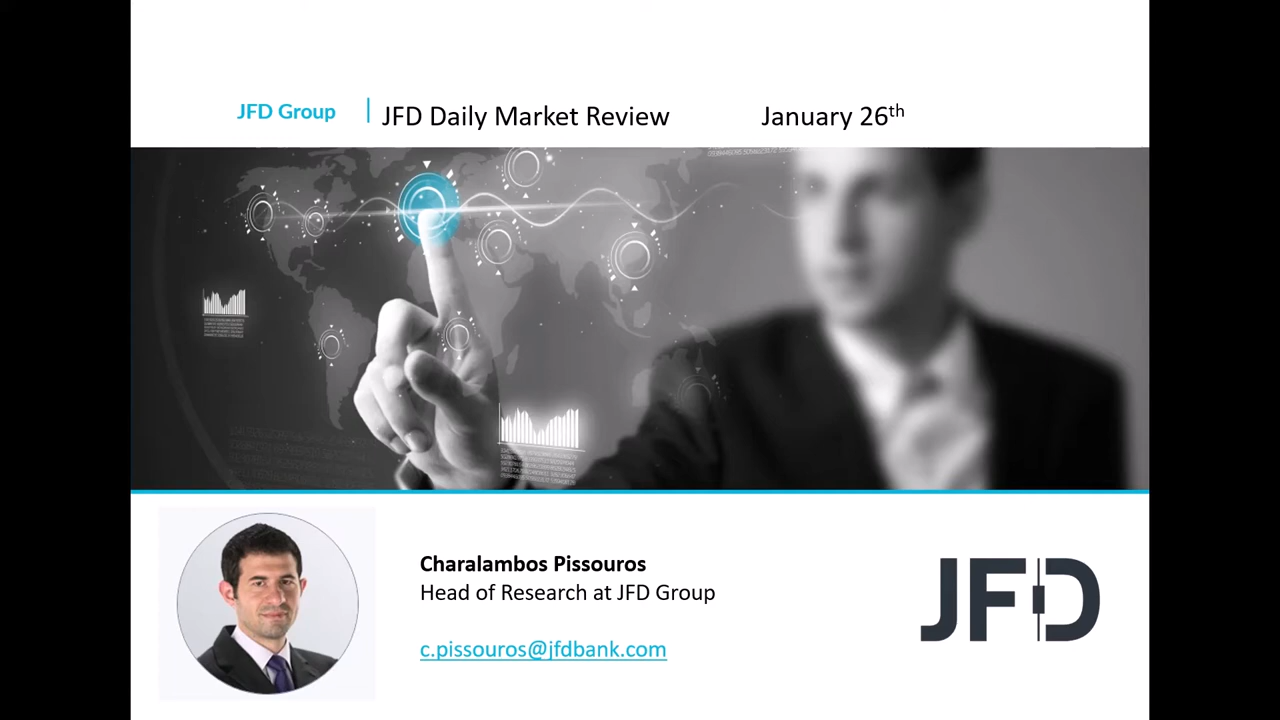 JFD Group
JFD Daily Market Review January 26th
Charalambos Pissouros
Head of Research at JFD Group
c.pissouros@jfdbank.com
JFD